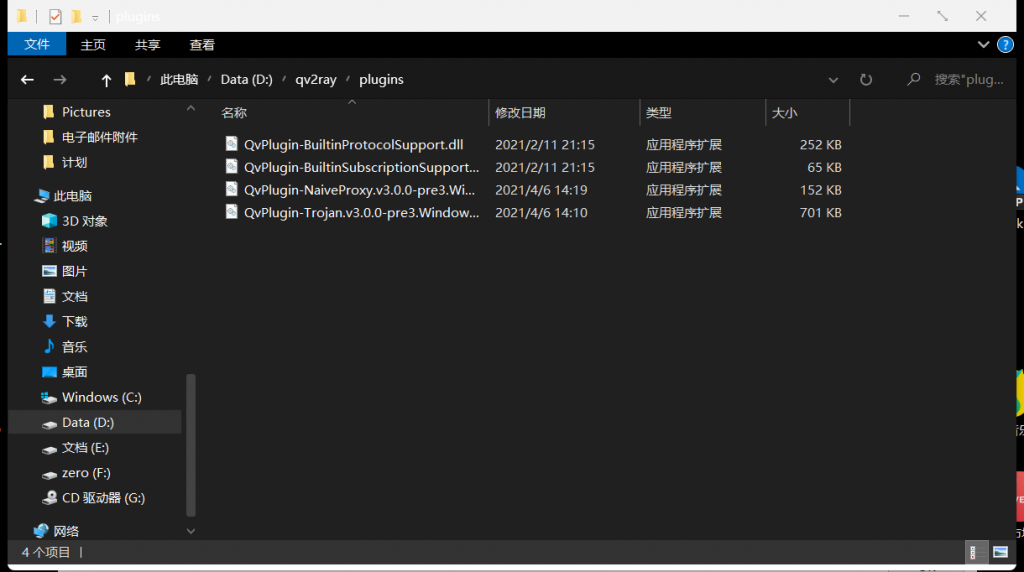 plugins
文件 主页 共享 查看
此电脑 Data (D:) qv2ray plugins 搜索"plug...
Pictures
电子邮件附件
计划
此电脑
3D 对象
视频
图片
文档
下载
音乐
桌面
Windows (C:)
Data (D:)
文档 (E:)
zero (F:)
CD 驱动器 (G:)
网络
名称 修改日期 类型 大小
QvPlugin-BuiltinProtocolSupport.dll 2021/2/11 21:15 应用程序扩展 252 KB
QvPlugin-BuiltinSubscriptionSupport... 2021/2/11 21:15 应用程序扩展 65 KB
QvPlugin-NaiveProxy.v3.0.0-pre3.Wi... 2021/4/6 14:19 应用程序扩展 152 KB
QvPlugin-Trojan.v3.0.0-pre3.Window... 2021/4/6 14:10 应用程序扩展 701 KB
4 个项目